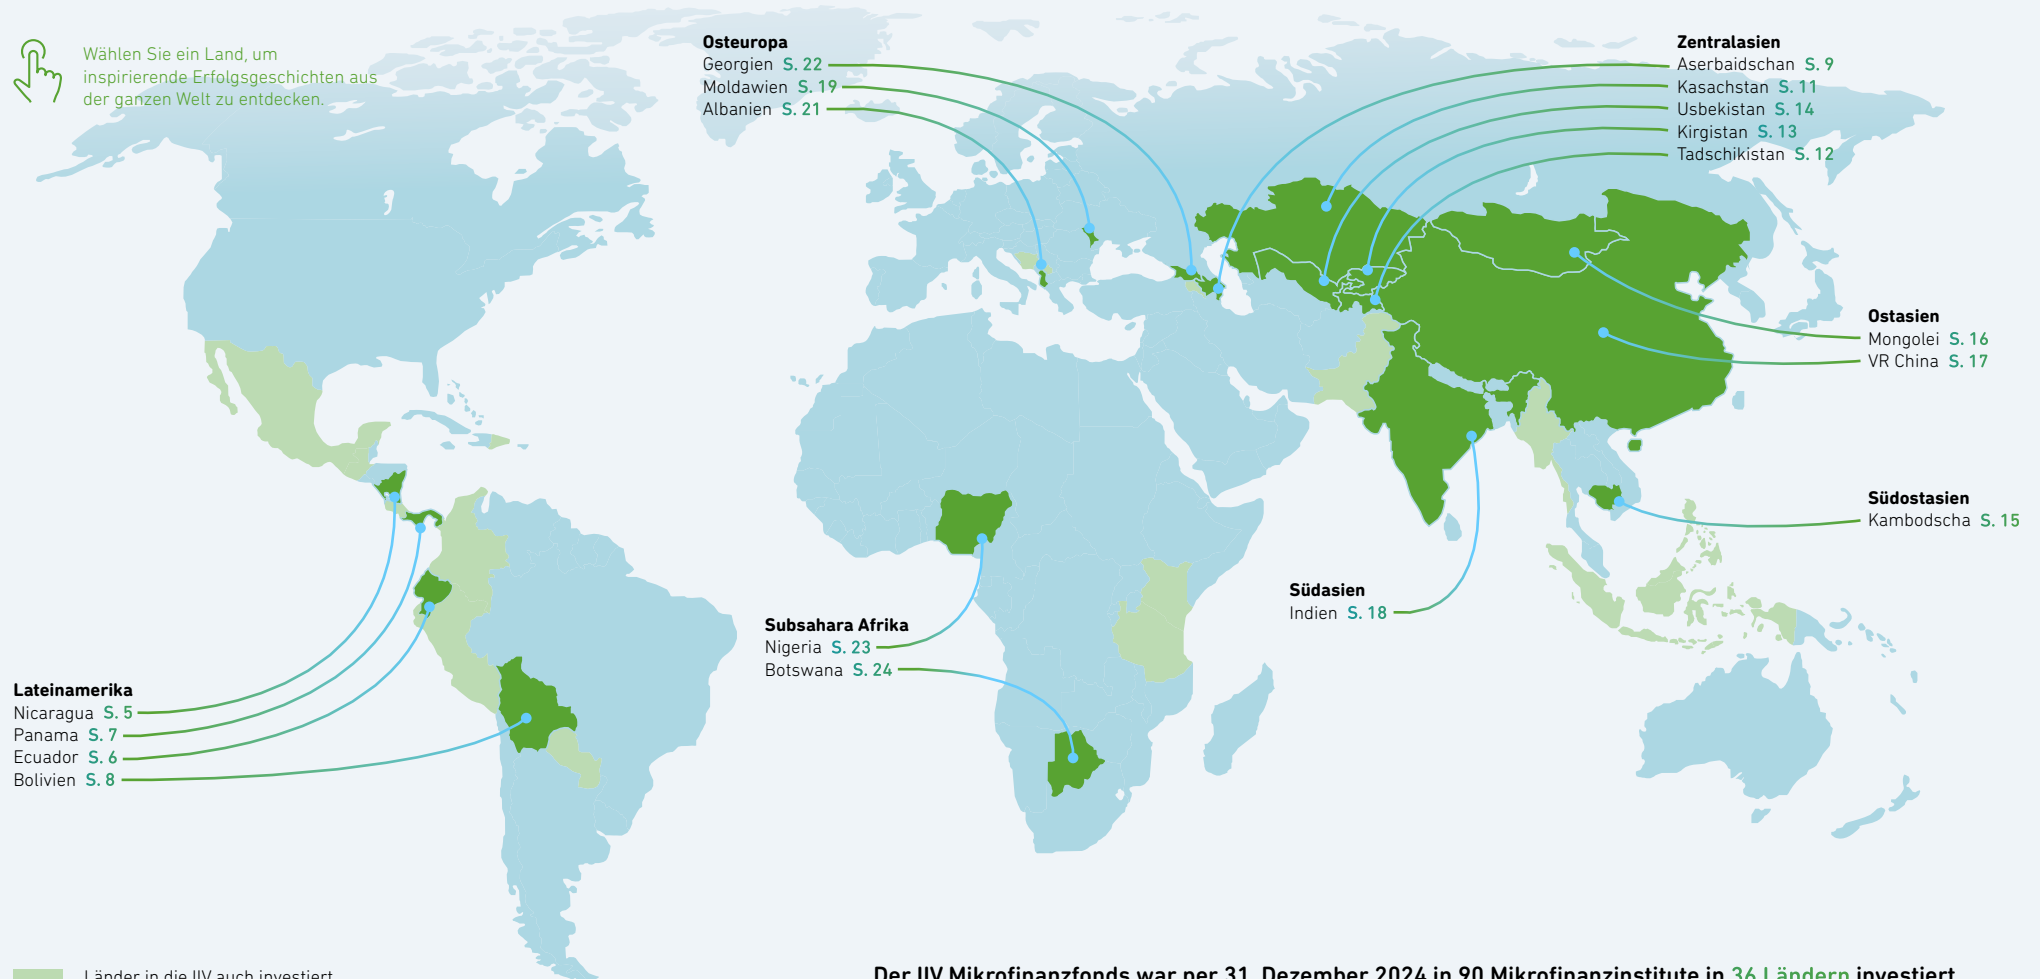 Wählen Sie ein Land, um
inspirierende Erfolgsgeschichten aus
der ganzen Welt zu entdecken.
Osteuropa
Georgien S. 22
Moldawien S. 19
Albanien S. 21
Zentralasien
Aserbaidschan S. 9
Kasachstan S. 11
Usbekistan S. 14
Kirgistan S. 13
Tadschikistan S. 12
Ostasien
Mongolei S. 16
VR China S. 17
Südostasien
Kambodscha S. 15
Südasien
Indien S. 18
Subsahara Afrika
Nigeria S. 23
Botswana S. 24
Lateinamerika
Nicaragua S. 5
Panama S. 7
Ecuador S. 6
Bolivien S. 8
Länder in die IIV auch investiert
Der IIV Mikrofinanzfonds war per 31. Dezember 2024 in 90 Mikrofinanzinstitute in 36 Ländern investiert